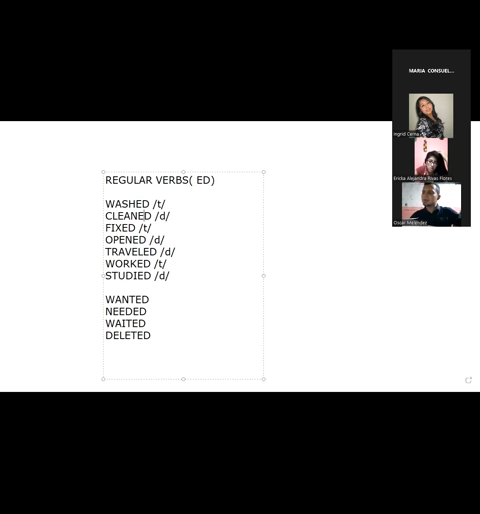 MARIA CONSUEL...
Ingrid Cerna
Ericka Alejandra Rivas Flores
Oscar Melendez
REGULAR VERBS( ED)
WASHED /t/
CLEANED /d/
FIXED /t/
OPENED /d/
TRAVELED /d/
WORKED /t/
STUDIED /d/
WANTED
NEEDED
WAITED
DELETED